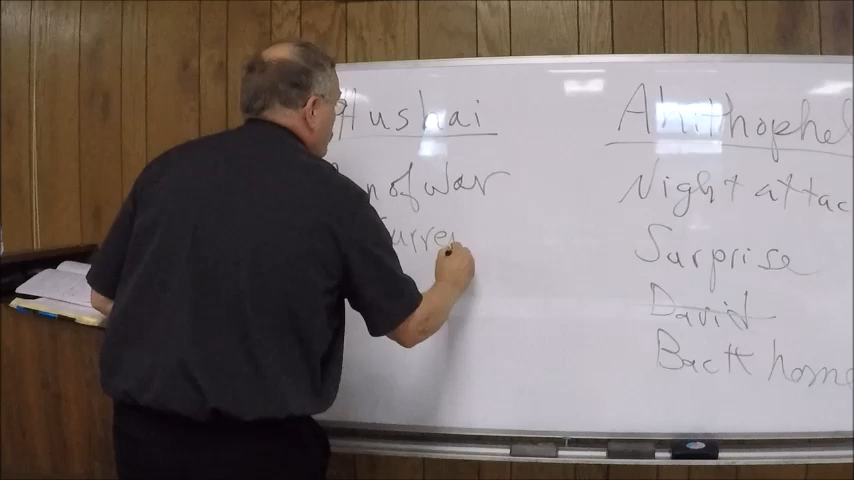 Hushai
of war
Ahithophel
Night attac
Surprise
David
Back home